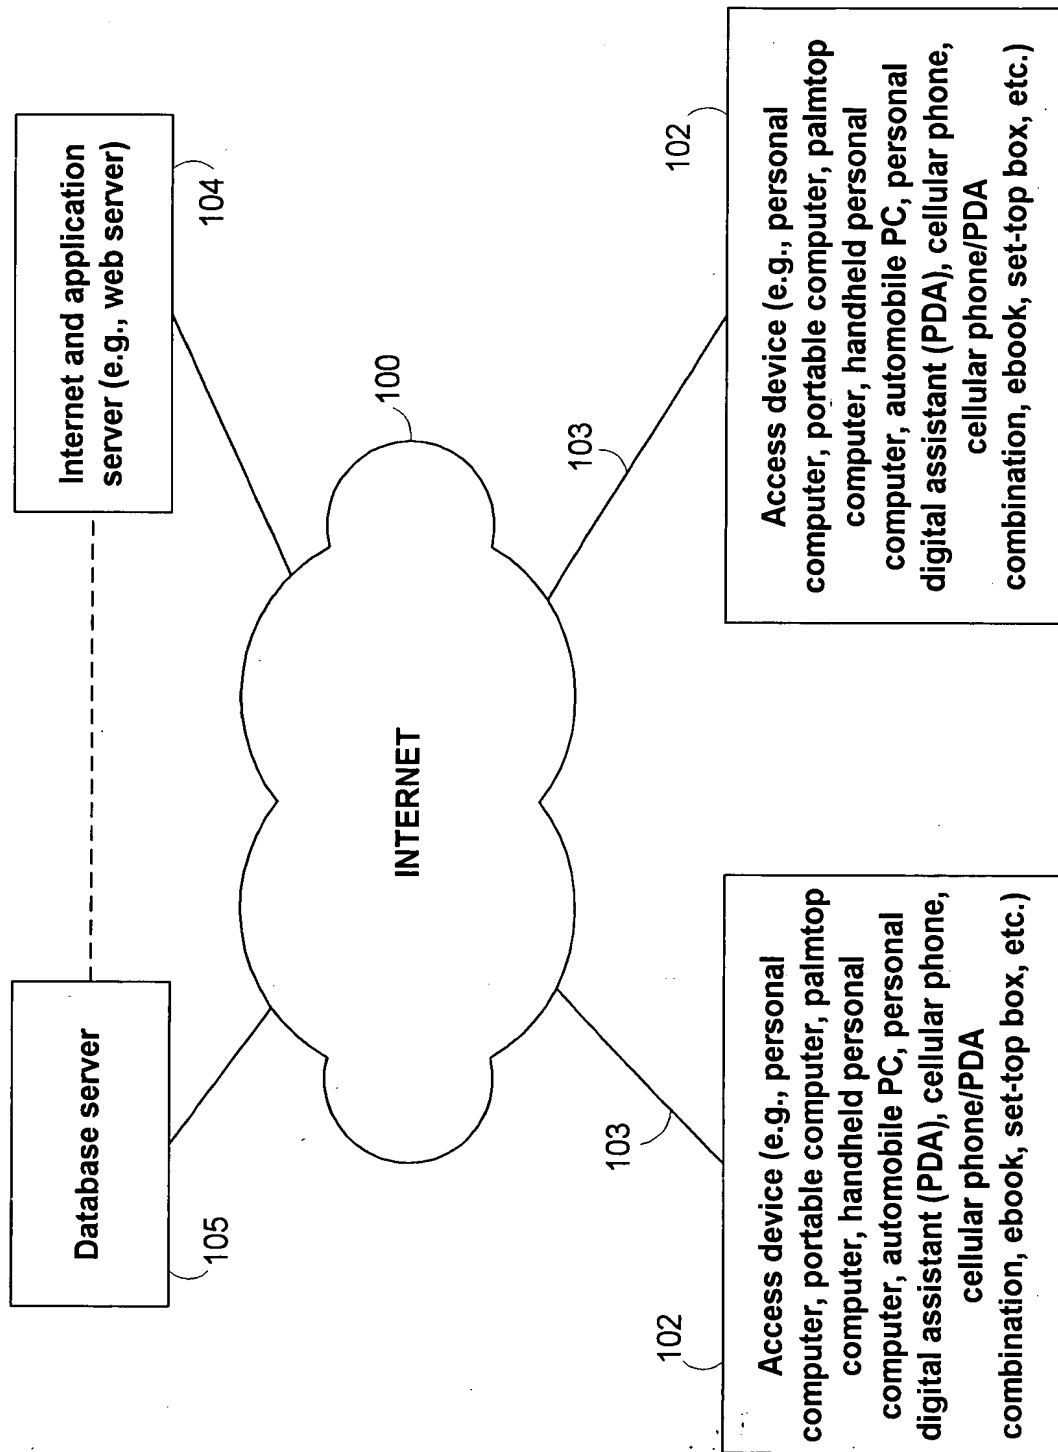 Database server
105
Internet and application
server (e.g., web server)
104
100
INTERNET
103
103
102
Access device (e.g., personal
computer, portable computer, palmtop
computer, handheld personal
computer, automobile PC, personal
digital assistant (PDA), cellular phone,
cellular phone/PDA
combination, ebook, set-top box, etc.)
102
Access device (e.g., personal
computer, portable computer, palmtop
computer, handheld personal
computer, automobile PC, personal
digital assistant (PDA), cellular phone,
cellular phone/PDA
combination, ebook, set-top box, etc.)